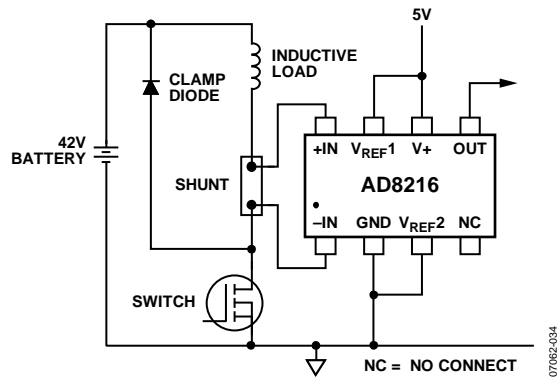 5V
INDUCTIVE
LOAD
CLAMP
DIODE
42V
BATTERY
SHUNT
+IN VREF1 V+ OUT
AD8216
–IN GND VREF2 NC
SWITCH
NC = NO CONNECT
07062-034